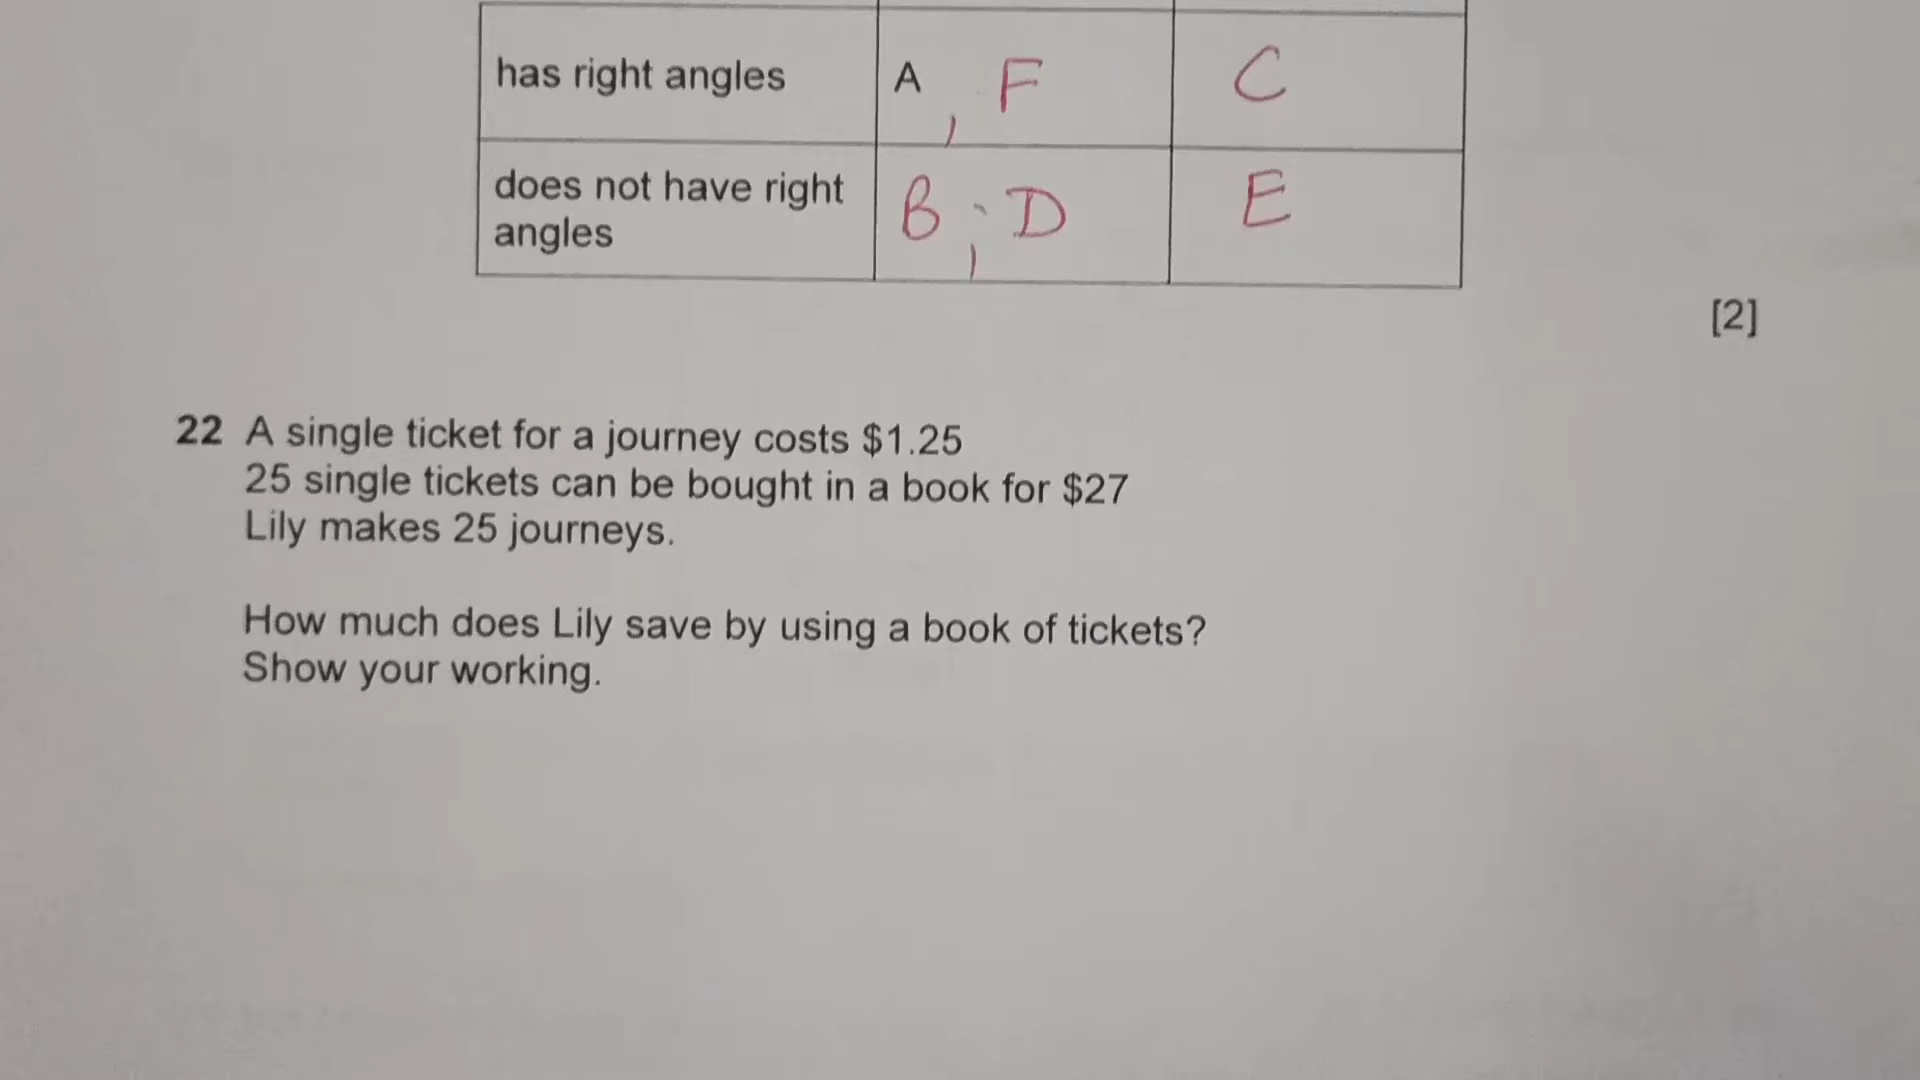 has right angles A , F C
does not have right angles B , D E
[2]
22 A single ticket for a journey costs $1.25
25 single tickets can be bought in a book for $27
Lily makes 25 journeys.
How much does Lily save by using a book of tickets?
Show your working.